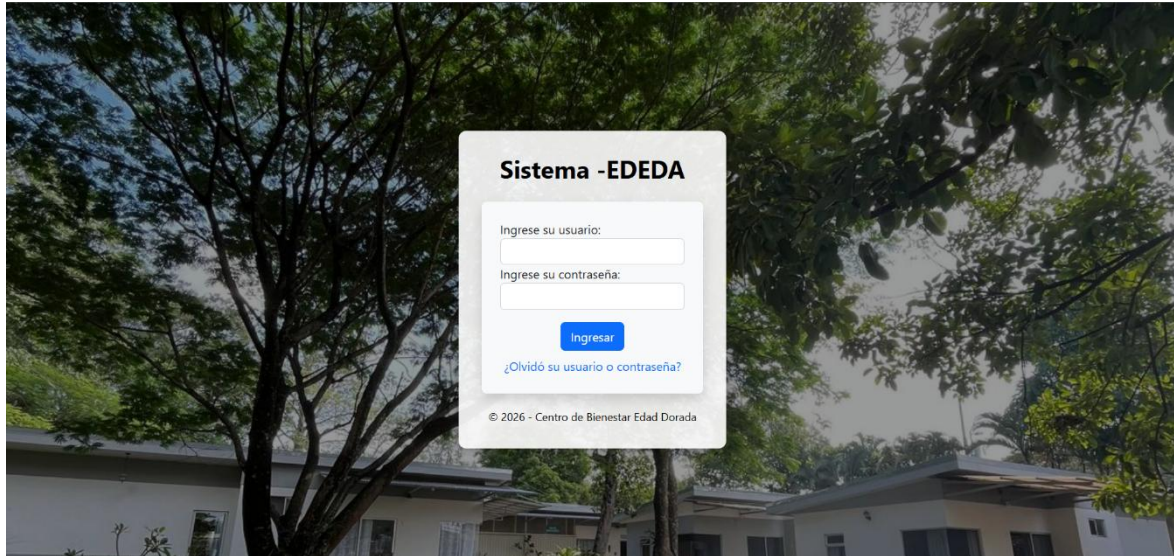 Sistema -EDEDA
Ingrese su usuario:
Ingrese su contraseña:
Ingresar
¿Olvidó su usuario o contraseña?
© 2026 - Centro de Bienestar Edad Dorada